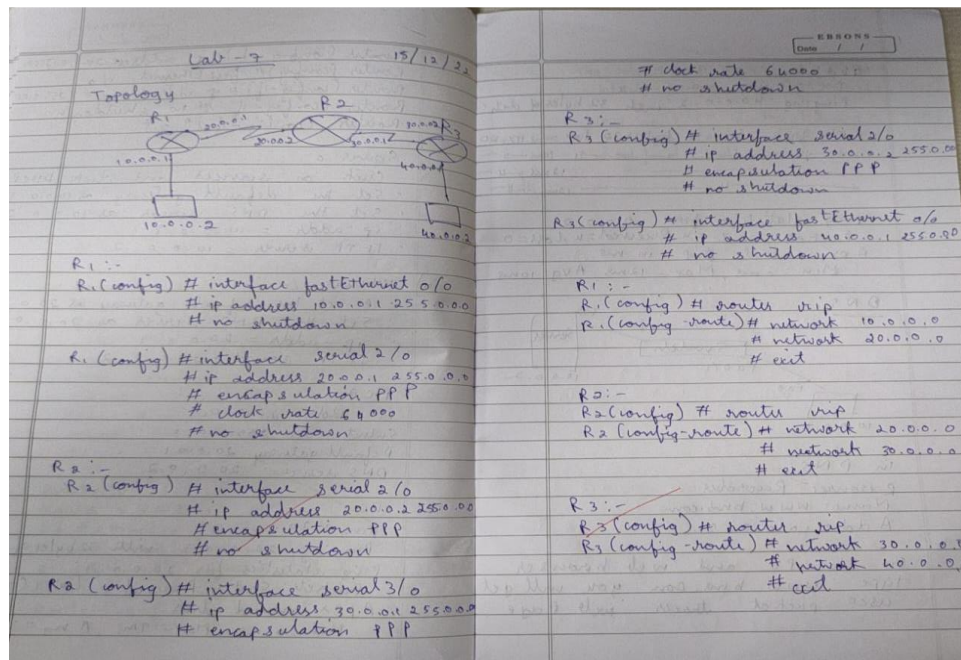 Lab - 7 15/12/22
Topology
R1 R2 R3
20.0.0.1 20.0.0.2 30.0.0.1 30.0.0.2
10.0.0.1 40.0.0.1
10.0.0.2 40.0.0.2
R1 :-
R1 (config) # interface fastEthernet 0/0
# ip address 10.0.0.1 255.0.0.0
# no shutdown
R1 (config) # interface serial 2/0
# ip address 20.0.0.1 255.0.0.0
# encapsulation PPP
# clock rate 64000
# no shutdown
R2 :-
R2 (config) # interface serial 2/0
# ip address 20.0.0.2 255.0.00
# encapsulation PPP
# no shutdown
R2 (config) # interface serial 3/0
# ip address 30.0.0.1 255.0.0.0
# encapsulation PPP
EBSONS
Date / /
# clock rate 64000
# no shutdown
R3 :-
R3 (config) # interface serial 2/0
# ip address 30.0.0.2 255.0.00
# encapsulation PPP
# no shutdown
R3 (config) # interface fastEthernet 0/0
# ip address 40.0.0.1 255.0.00
# no shutdown
R1 :-
R1 (config) # router rip
R1 (config-route) # network 10.0.0.0
# network 20.0.0.0
# exit
R2 :-
R2 (config) # router rip
R2 (config-route) # network 20.0.0.0
# network 30.0.0.0
# exit
R3 :-
R3 (config) # router rip
R3 (config-route) # network 30.0.0.0
# network 40.0.0.
# exit